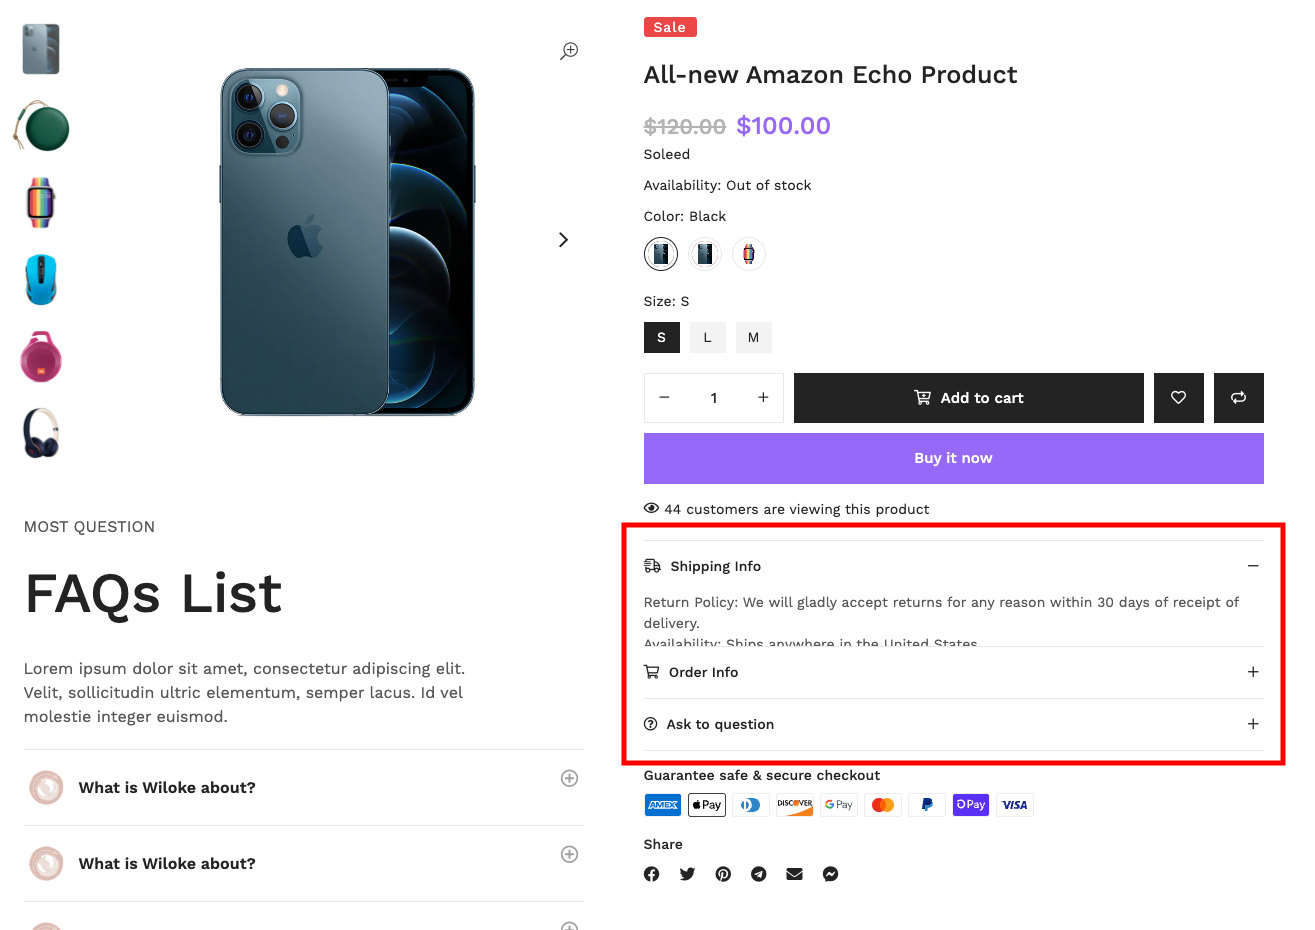 Sale
All-new Amazon Echo Product
$120.00 $100.00
Soleed
Availability: Out of stock
Color: Black
Size: S
S L M
1
Add to cart
Buy it now
44 customers are viewing this product
Shipping Info
Return Policy: We will gladly accept returns for any reason within 30 days of receipt of
delivery.
Availability: Ships anywhere in the United States
Order Info
Ask to question
Guarantee safe & secure checkout
AMEX Pay DISCOVER G Pay Pay VISA
Share
MOST QUESTION
FAQs List
Lorem ipsum dolor sit amet, consectetur adipiscing elit.
Velit, sollicitudin ultric elementum, semper lacus. Id vel
molestie integer euismod.
What is Wiloke about?
What is Wiloke about?